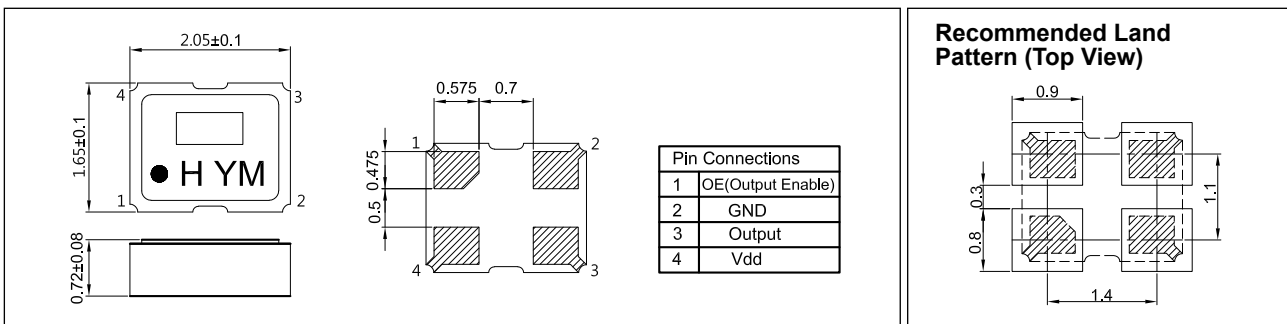 2.05±0.1
4
3
1.65±0.1
H YM
1
2
0.72±0.08
0.575
0.7
1
2
0.475
0.5
4
3
Pin Connections
1 OE(Output Enable)
2 GND
3 Output
4 Vdd
Recommended Land
Pattern (Top View)
0.9
0.3
1.1
0.8
1.4